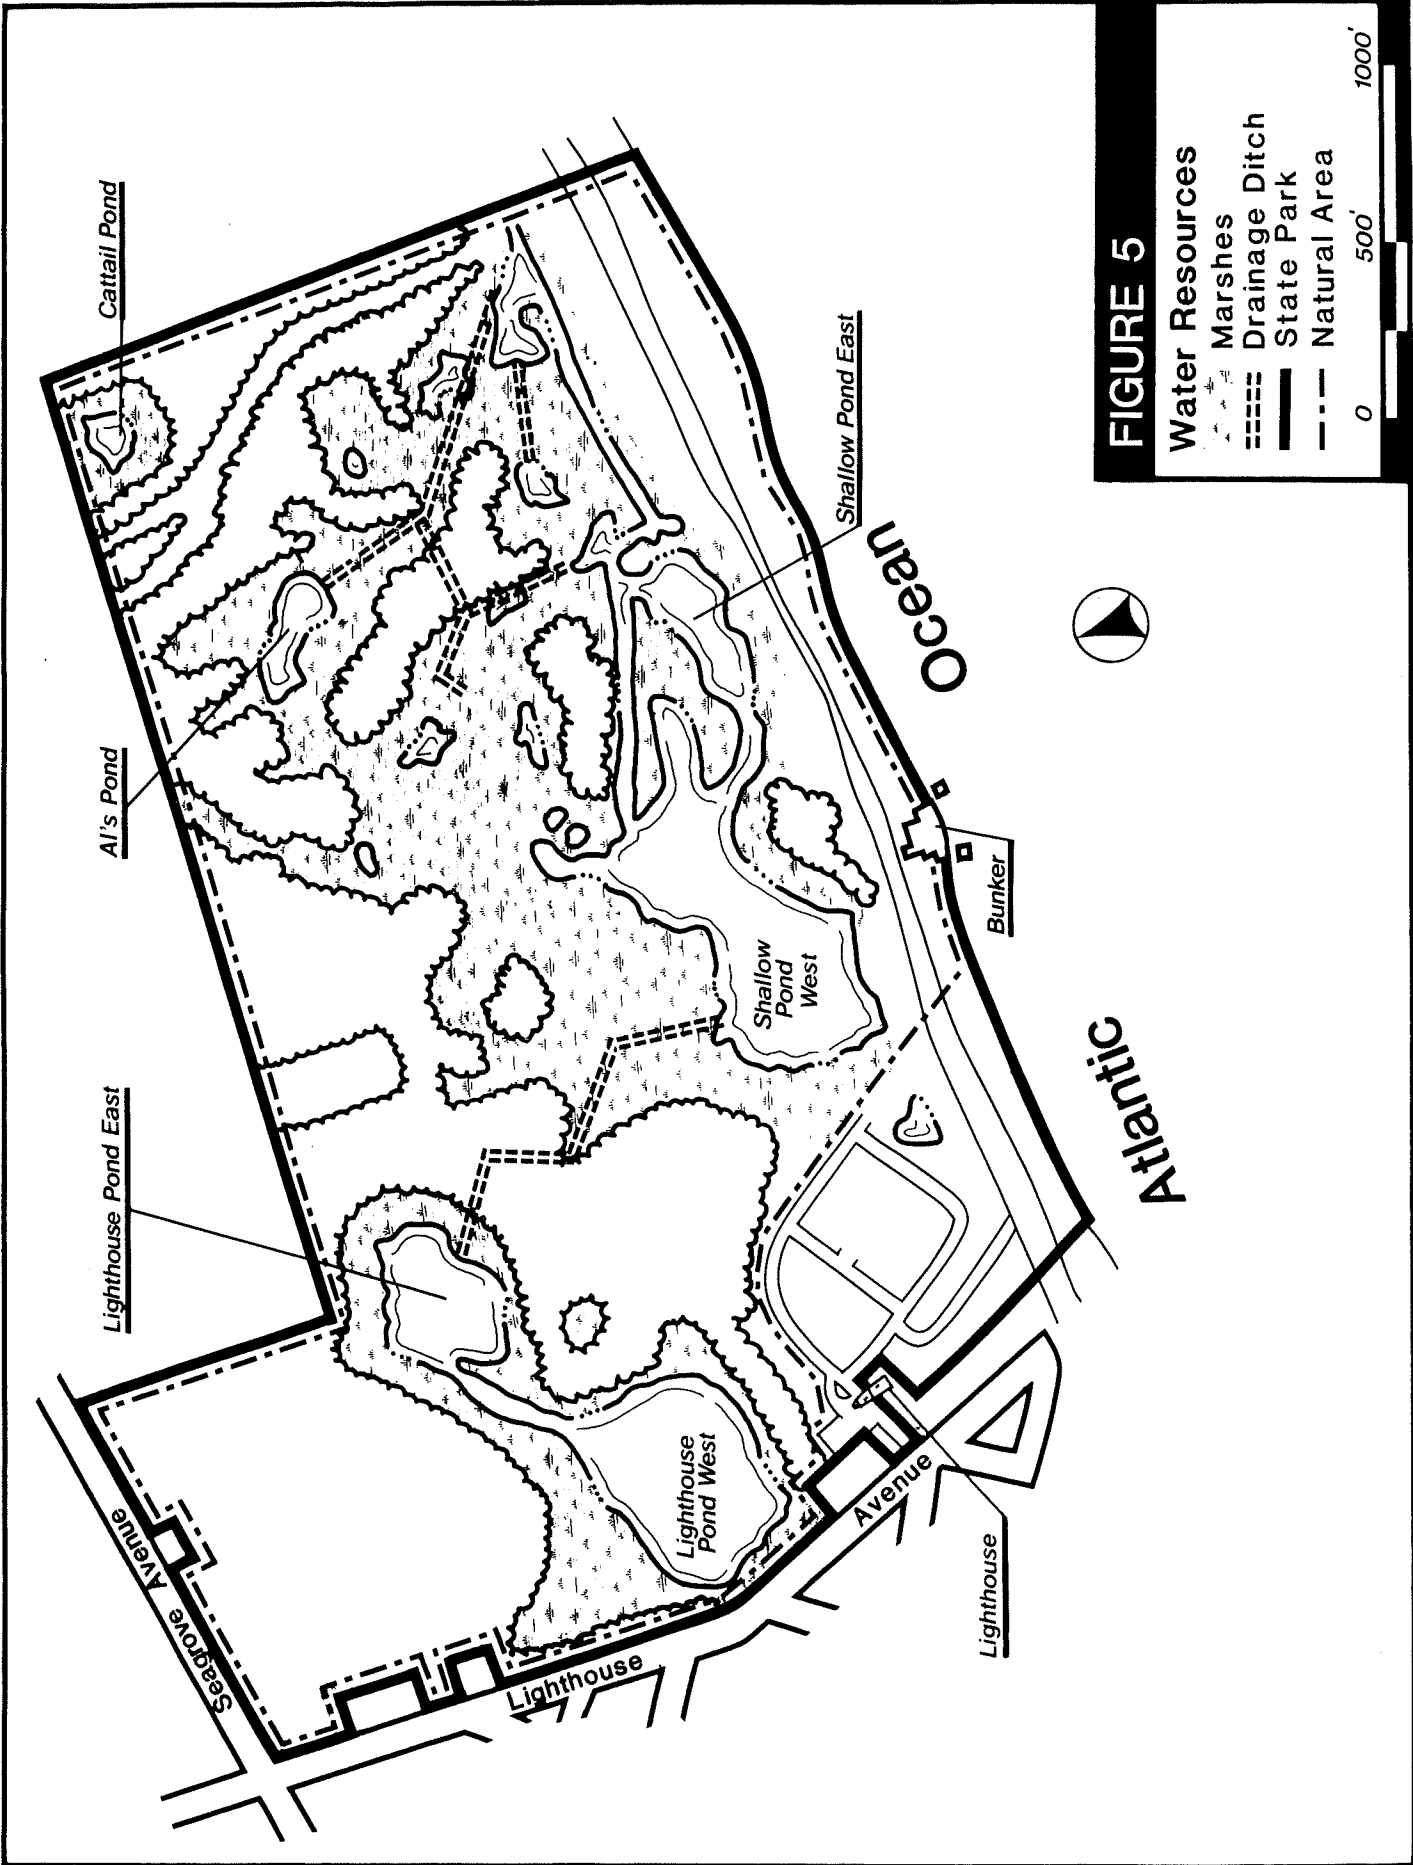 Seagrove Avenue
Lighthouse Pond East
Al's Pond
Cattail Pond
Lighthouse
Avenue
Lighthouse
Pond West
Shallow
Pond
West
Shallow Pond East
Lighthouse
Bunker
Atlantic
Ocean
FIGURE 5
Water Resources
Marshes
Drainage Ditch
State Park
Natural Area
0 500' 1000'